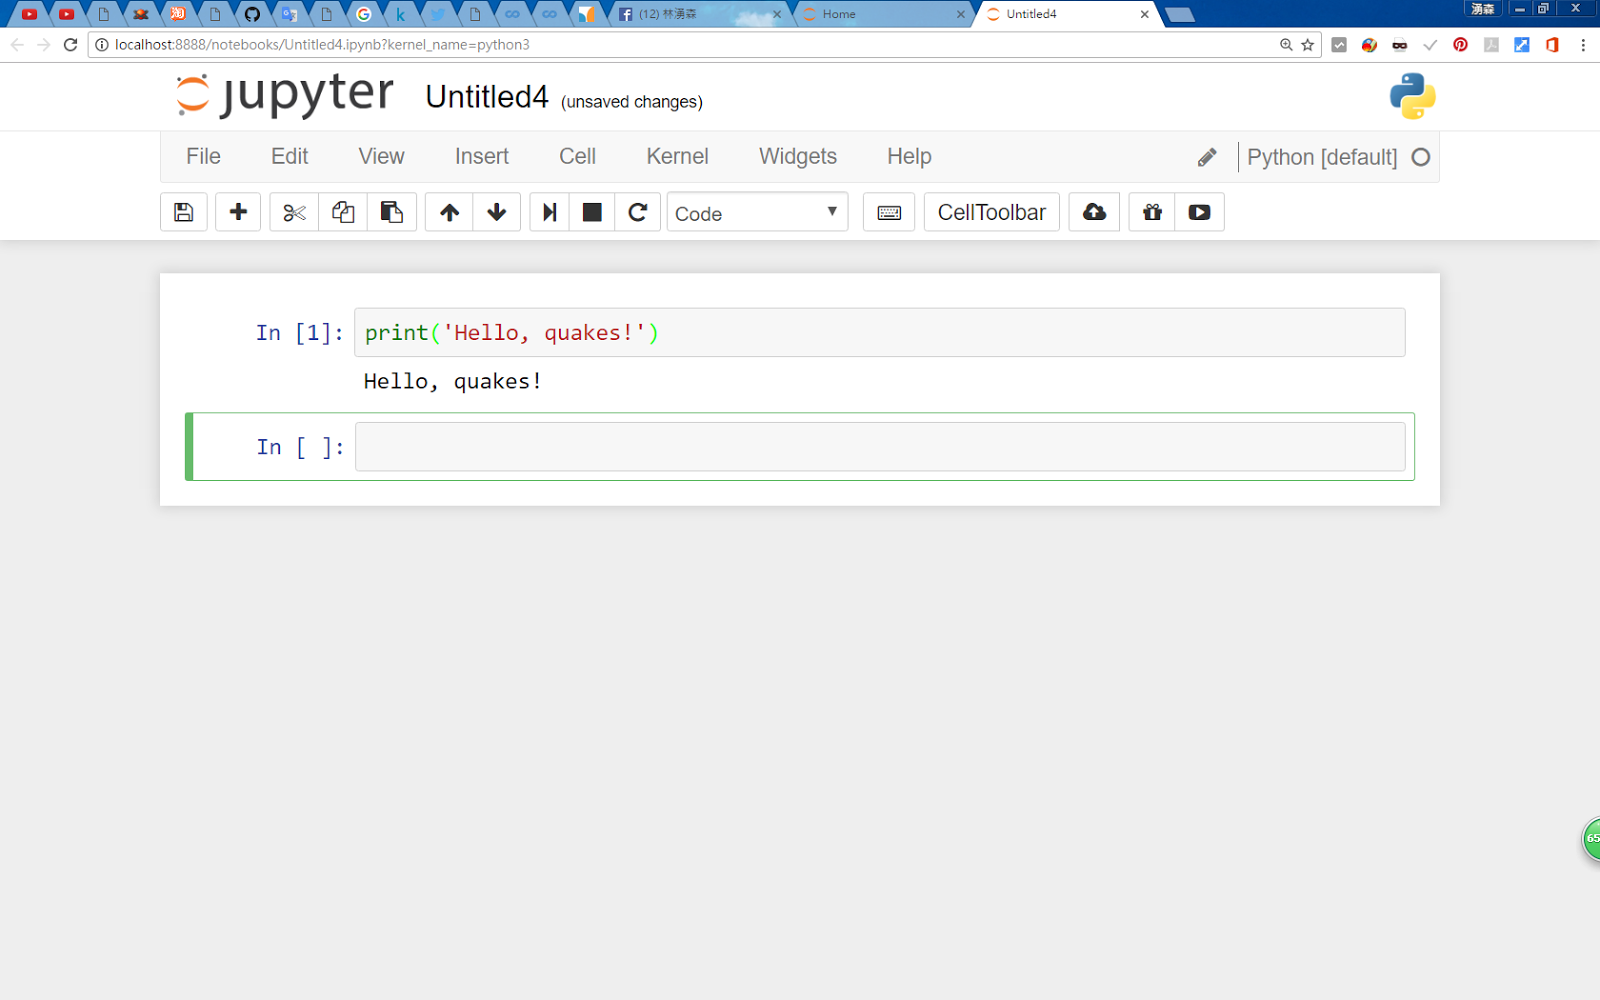 (12) 林湧森
Home
Untitled4
湧森
localhost:8888/notebooks/Untitled4.ipynb?kernel_name=python3
jupyter Untitled4 (unsaved changes)
File Edit View Insert Cell Kernel Widgets Help Python [default]
Code CellToolbar
In [1]: print('Hello, quakes!')
Hello, quakes!
In [ ]:
65